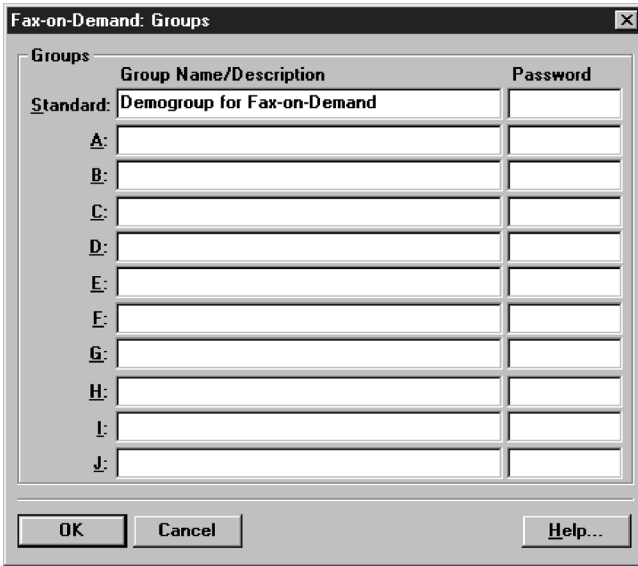 Fax-on-Demand: Groups
Groups
Group Name/Description Password
Standard: Demogroup for Fax-on-Demand
A:
B:
C:
D:
E:
F:
G:
H:
I:
J:
OK Cancel Help...